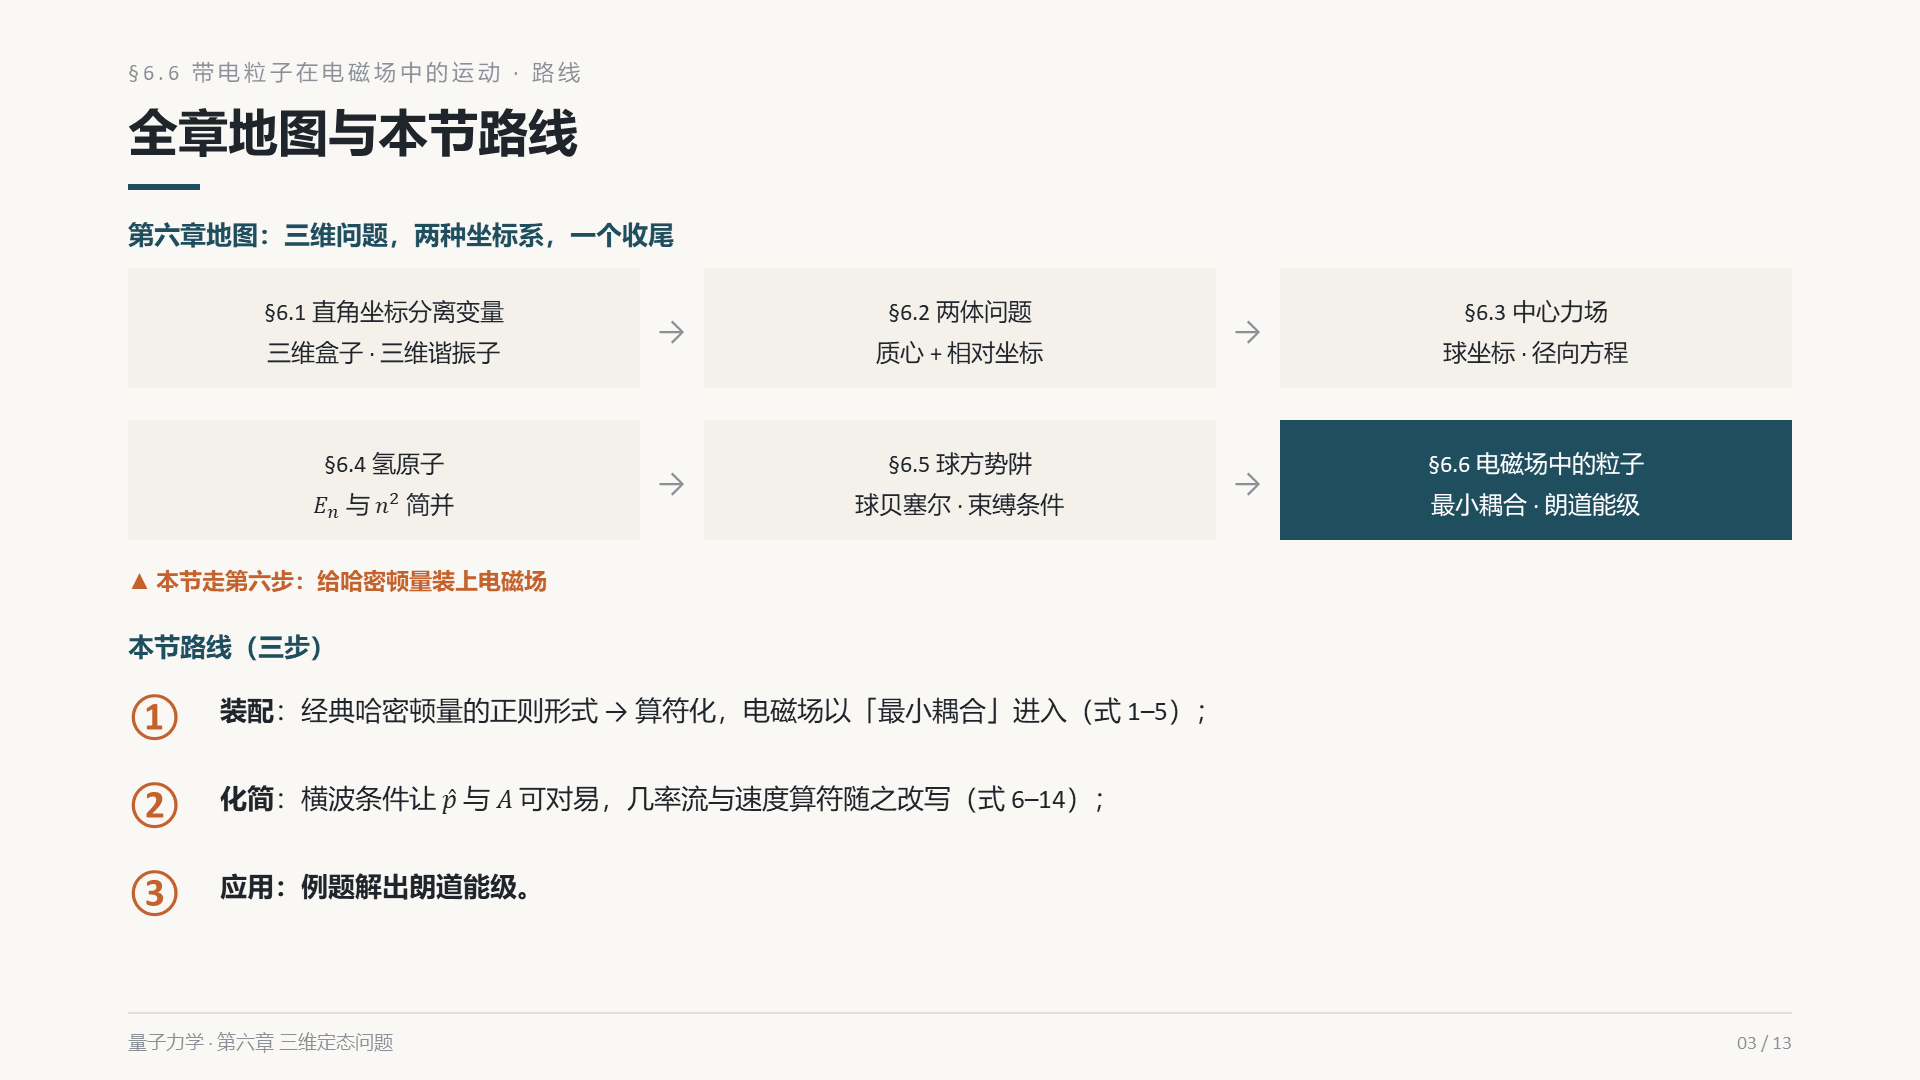 §6.6 带电粒子在电磁场中的运动 · 路线
全章地图与本节路线
第六章地图：三维问题，两种坐标系，一个收尾
§6.1 直角坐标分离变量
三维盒子 · 三维谐振子
→
§6.2 两体问题
质心 + 相对坐标
→
§6.3 中心力场
球坐标 · 径向方程
§6.4 氢原子
Eₙ 与 n² 简并
→
§6.5 球方势阱
球贝塞尔 · 束缚条件
→
§6.6 电磁场中的粒子
最小耦合 · 朗道能级
▲ 本节走第六步：给哈密顿量装上电磁场
本节路线（三步）
① 装配：经典哈密顿量的正则形式 → 算符化，电磁场以「最小耦合」进入（式 1–5）；
② 化简：横波条件让 p̂ 与 A 可对易，几率流与速度算符随之改写（式 6–14）；
③ 应用：例题解出朗道能级。
量子力学 · 第六章 三维定态问题
03 / 13